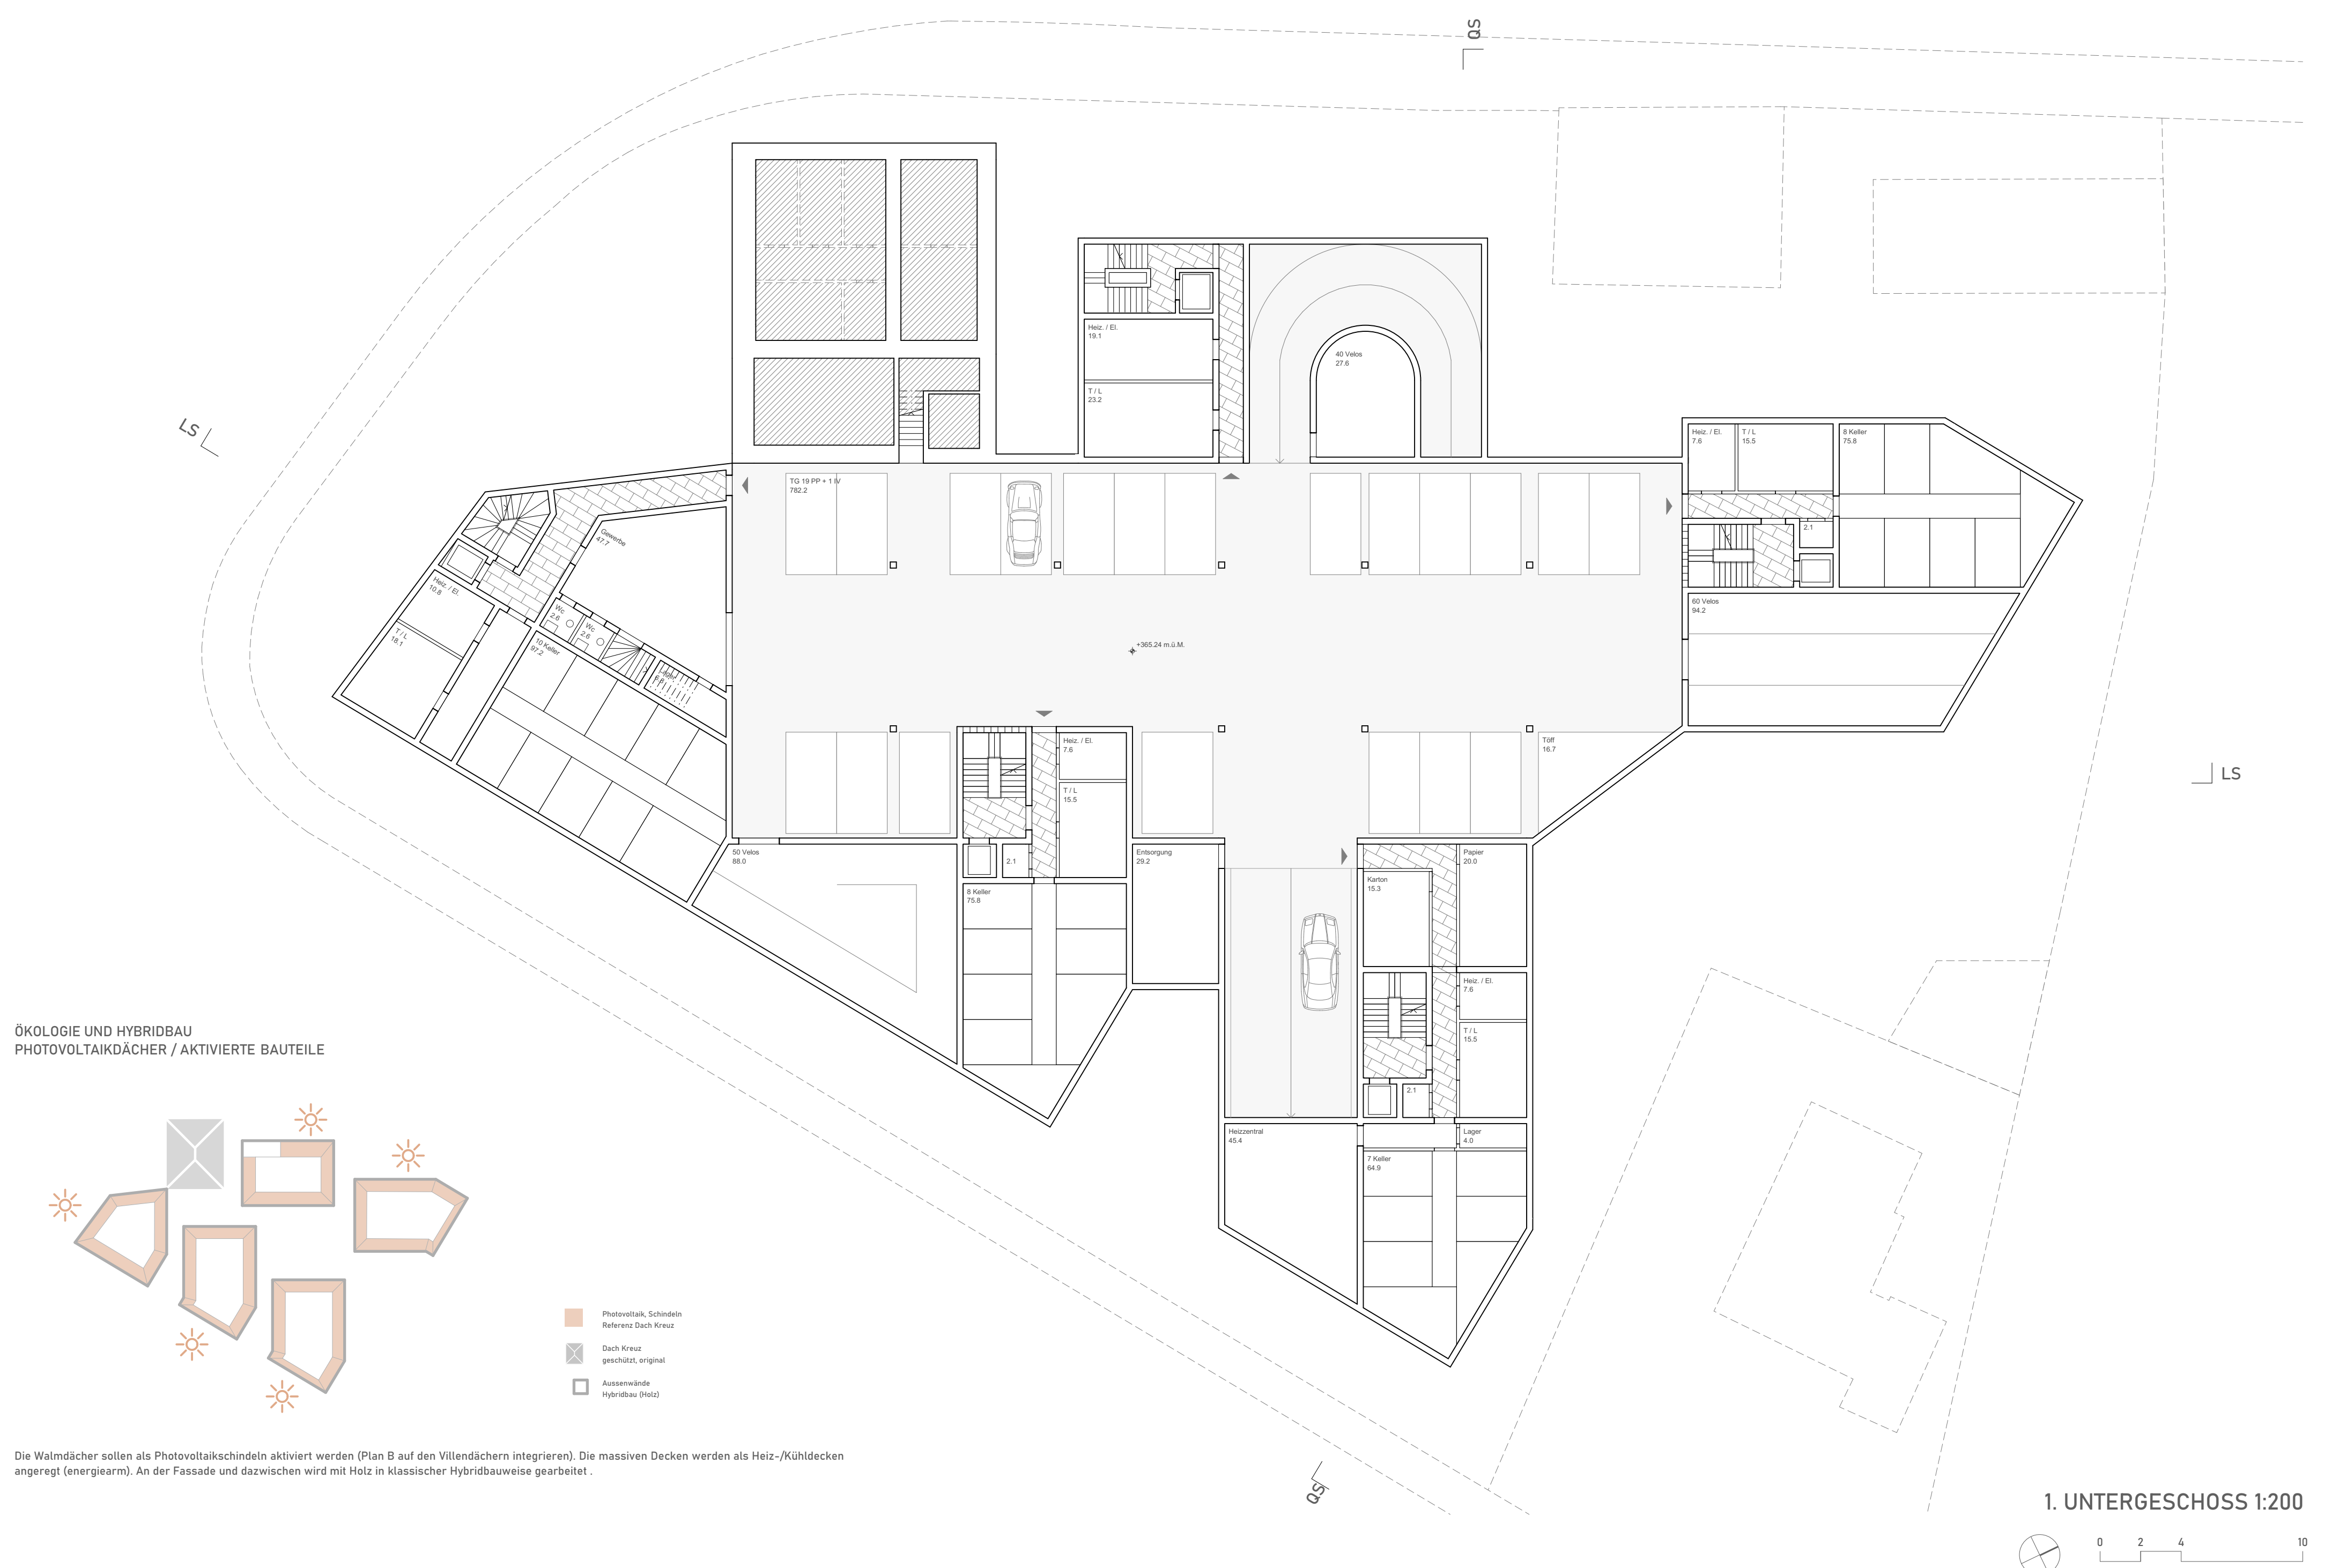 QS
LS
Heiz. / El.
19.1
T / L
23.2
40 Velos
27.6
TG 19 PP + 1 IV
782.2
Heiz. / El.
7.6
T / L
15.5
8 Keller
75.8
2.1
60 Velos
94.2
Gewerbe
47.7
Heiz. / El.
10.8
T / L
18.1
Wc
2.6
Wc
2.6
10 Keller
97.2
+365.24 m.ü.M.
Heiz. / El.
7.6
T / L
15.5
2.1
Töff
16.7
LS
50 Velos
88.0
8 Keller
75.8
Entsorgung
29.2
Karton
15.3
Papier
20.0
Heiz. / El.
7.6
T / L
15.5
2.1
Heizzentral
45.4
Lager
4.0
7 Keller
64.9
ÖKOLOGIE UND HYBRIDBAU
PHOTOVOLTAIKDÄCHER / AKTIVIERTE BAUTEILE
Photovoltaik, Schindeln
Referenz Dach Kreuz
Dach Kreuz
geschützt, original
Aussenwände
Hybridbau (Holz)
Die Walmdächer sollen als Photovoltaikschindeln aktiviert werden (Plan B auf den Villendächern integrieren). Die massiven Decken werden als Heiz-/Kühldecken
angeregt (energiearm). An der Fassade und dazwischen wird mit Holz in klassischer Hybridbauweise gearbeitet .
QS
1. UNTERGESCHOSS 1:200
0 2 4 10